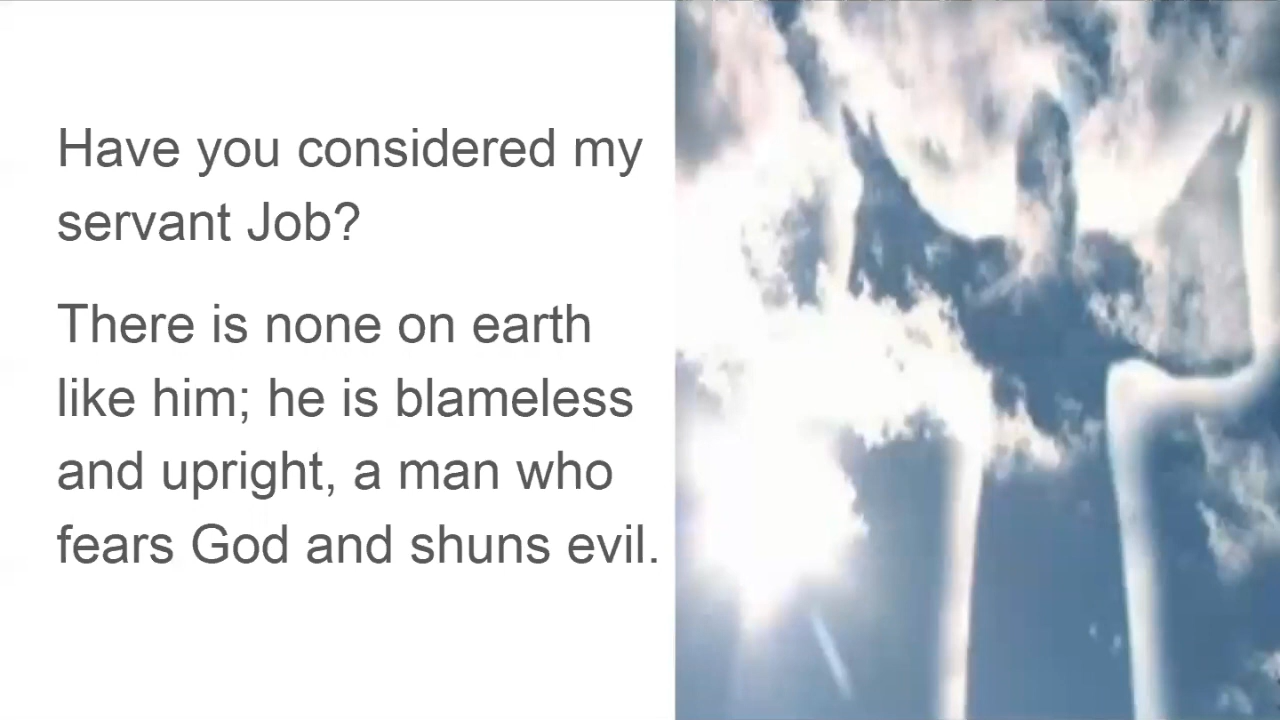 Have you considered my
servant Job?
There is none on earth
like him; he is blameless
and upright, a man who
fears God and shuns evil.